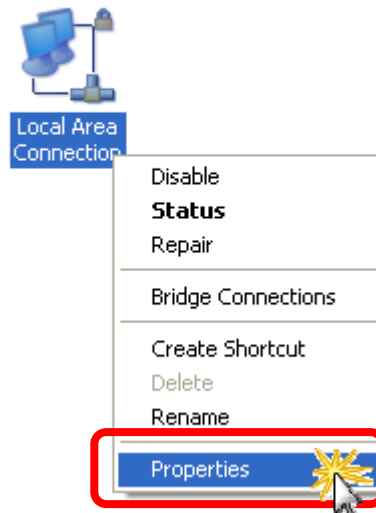 Local Area
Connection
Disable
Status
Repair
Bridge Connections
Create Shortcut
Delete
Rename
Properties